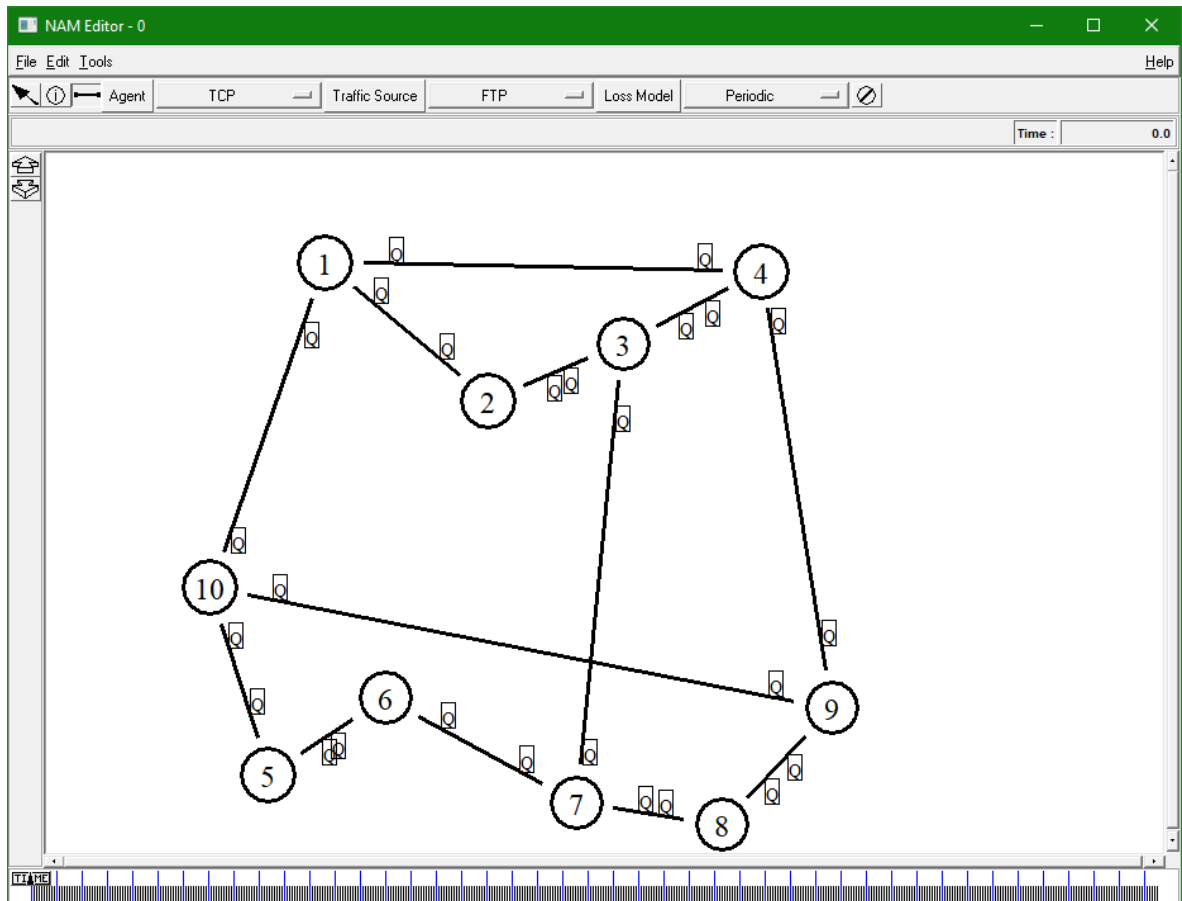 NAM Editor - 0
File Edit Tools Help
Agent TCP Traffic Source FTP Loss Model Periodic
Time : 0.0
1 Q Q 4
Q Q Q Q Q
Q Q 3
Q Q 2
Q
Q
10 Q
Q Q
Q Q Q 9
6 Q
Q Q Q Q Q
5 7 Q Q Q
8
TIME